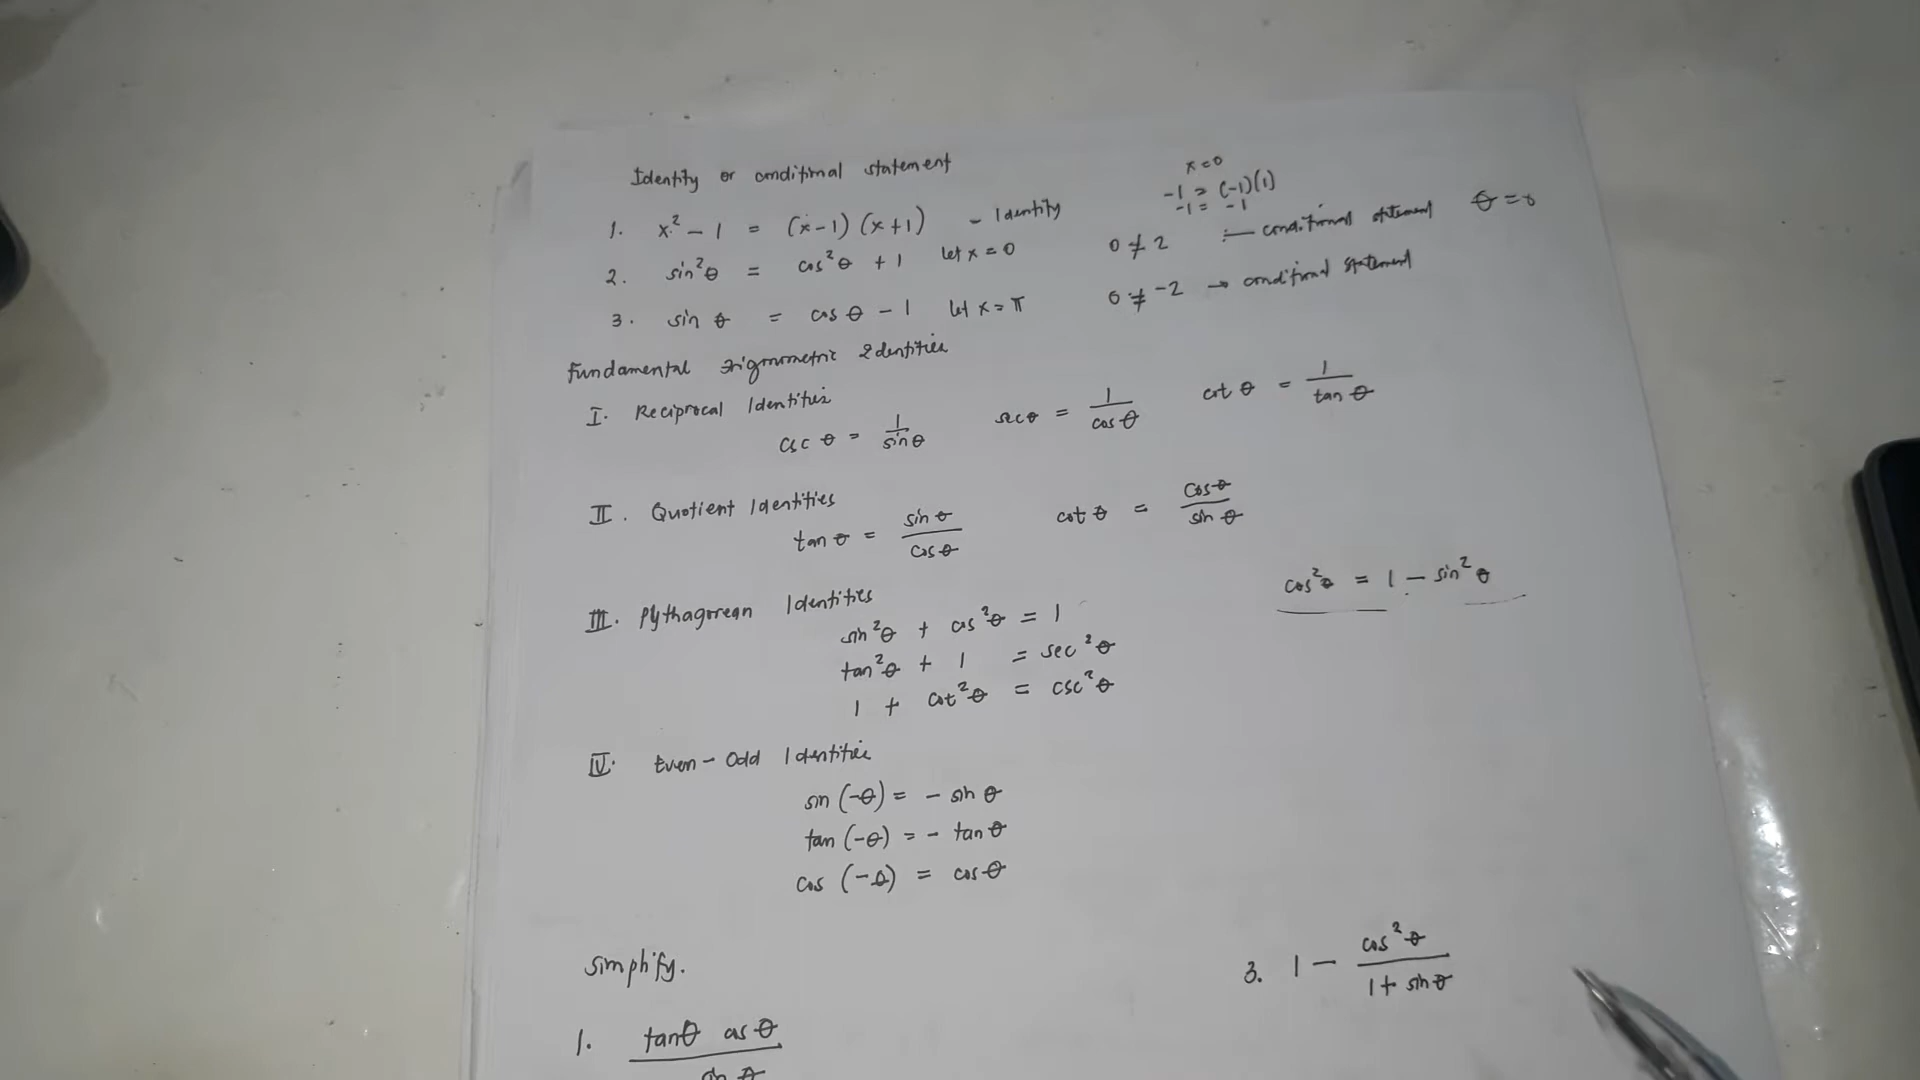 Identity or conditional statement
1. x² - 1 = (x-1)(x+1) - Identity
x=0
-1 = (-1)(1)
-1 = -1
2. sin²θ = cos²θ + 1 let x = 0 0 ≠ 2 conditional statement θ = 0
3. sin θ = cos θ - 1 let x = π 0 ≠ -2 → conditional statement
Fundamental Trigonometric Identities
I. Reciprocal Identities
csc θ = 1/sin θ sec θ = 1/cos θ cot θ = 1/tan θ
II. Quotient Identities
tan θ = sin θ/cos θ cot θ = cos θ/sin θ
III. Pythagorean Identities
sin²θ + cos²θ = 1
cos²θ = 1 - sin²θ
tan²θ + 1 = sec²θ
1 + cot²θ = csc²θ
IV. Even - Odd Identities
sin (-θ) = - sin θ
tan (-θ) = - tan θ
cos (-θ) = cos θ
Simplify.
3. 1 - cos²θ/1 + sin θ
1. tan θ cos θ/sin θ